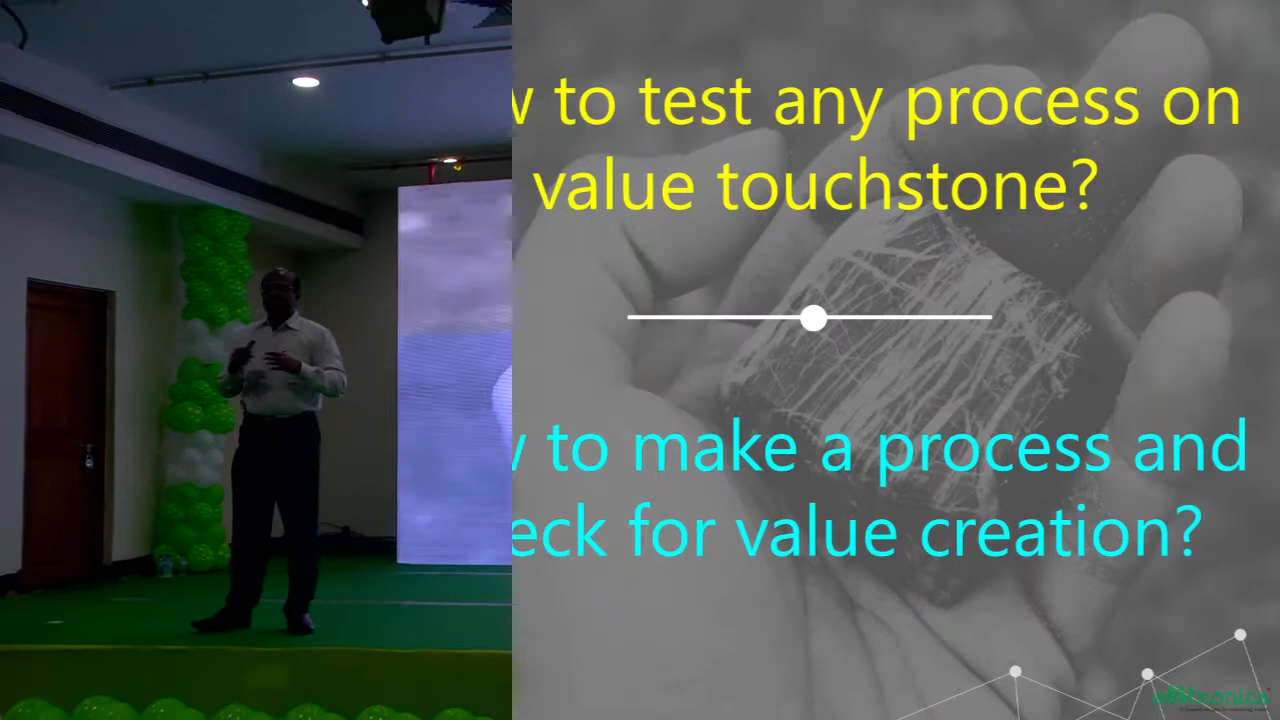 w to test any process on
value touchstone?
w to make a process and
eck for value creation?